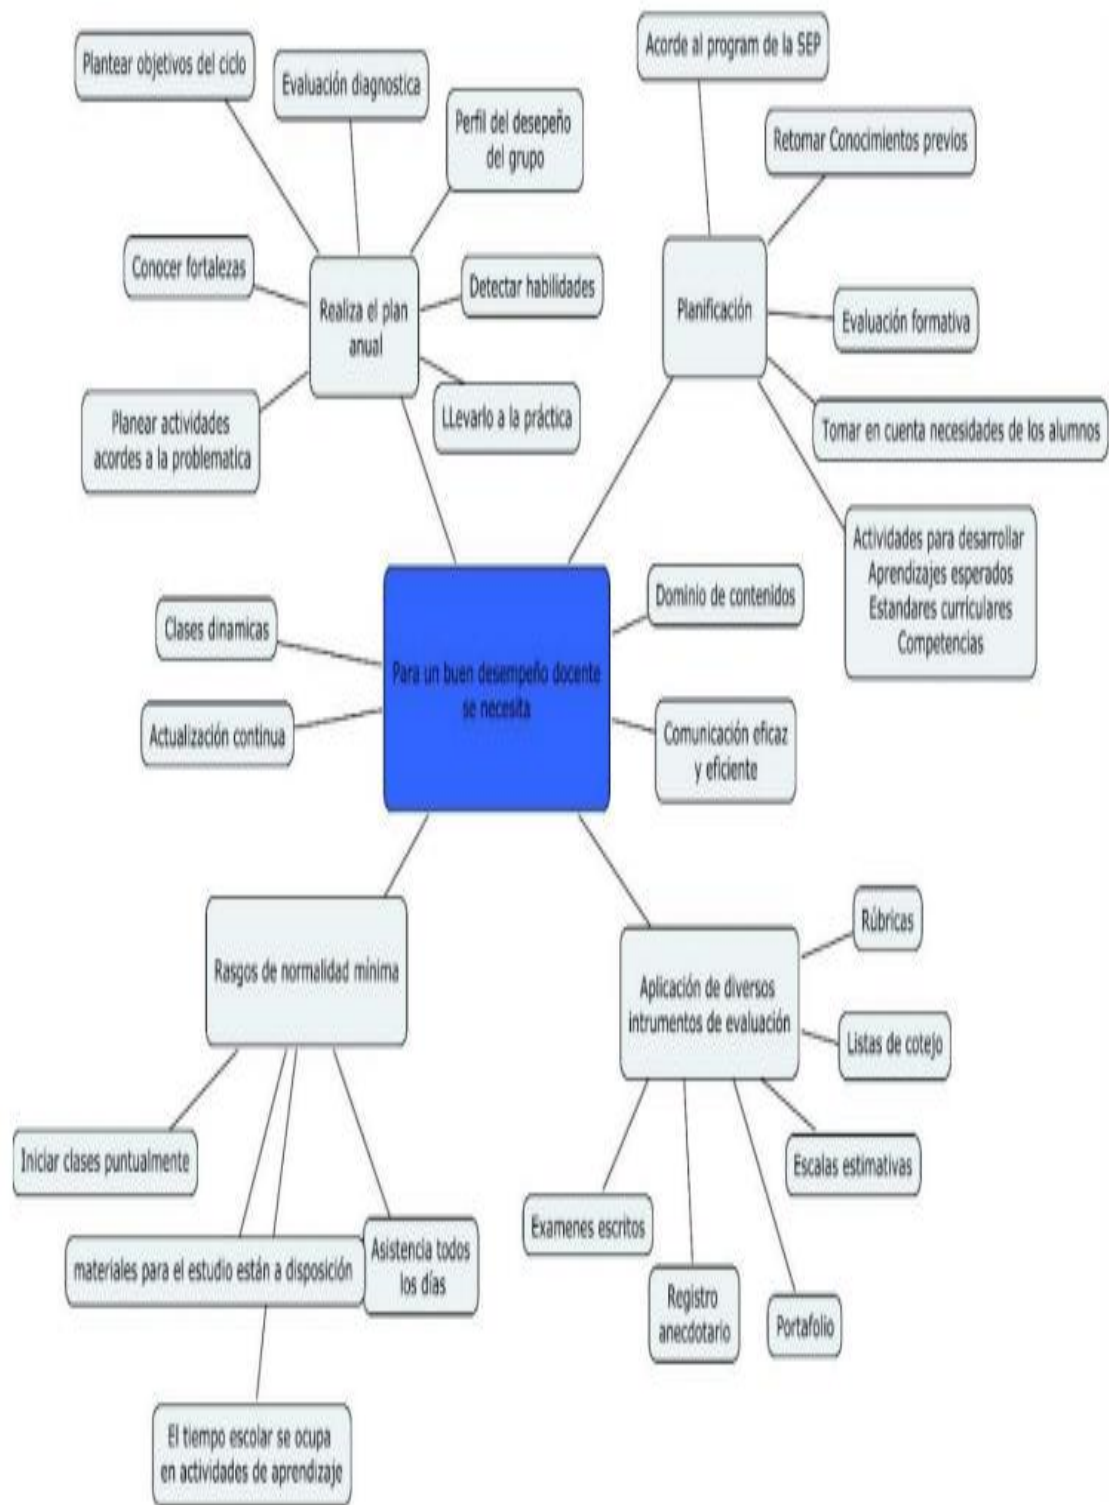 Plantear objetivos del ciclo
Evaluación diagnostica
Perfil del desepeño
del grupo
Conocer fortalezas
Realiza el plan
anual
Detectar habilidades
Planear actividades
acordes a la problematica
LLevarlo a la práctica
Acorde al program de la SEP
Retomar Conocimientos previos
Planificación
Evaluación formativa
Tomar en cuenta necesidades de los alumnos
Actividades para desarrollar
Aprendizajes esperados
Estandares curriculares
Competencias
Clases dinamicas
Actualización continua
Para un buen desempeño docente
se necesita
Dominio de contenidos
Comunicación eficaz
y eficiente
Rasgos de normalidad mínima
Iniciar clases puntualmente
materiales para el estudio están a disposición
Asistencia todos
los días
El tiempo escolar se ocupa
en actividades de aprendizaje
Aplicación de diversos
intrumentos de evaluación
Rúbricas
Listas de cotejo
Escalas estimativas
Examenes escritos
Registro
anecdotario
Portafolio